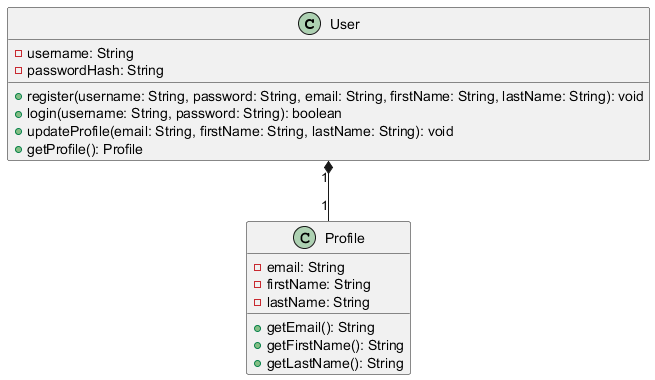 C User
username: String
passwordHash: String
register(username: String, password: String, email: String, firstName: String, lastName: String): void
login(username: String, password: String): boolean
updateProfile(email: String, firstName: String, lastName: String): void
getProfile(): Profile
1
1
C Profile
email: String
firstName: String
lastName: String
getEmail(): String
getFirstName(): String
getLastName(): String